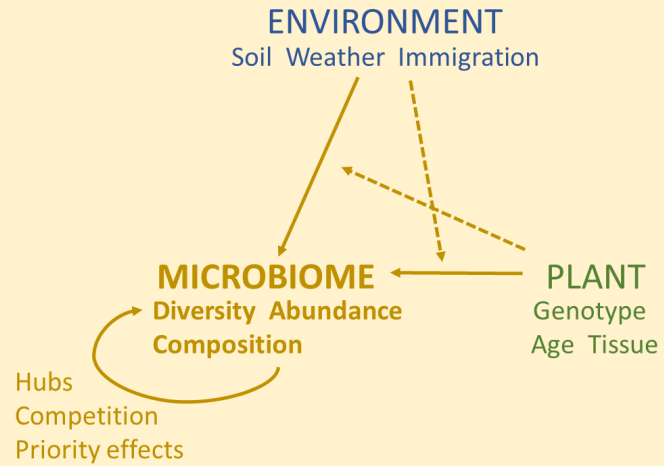 ENVIRONMENT
Soil Weather Immigration
MICROBIOME
Diversity Abundance
Composition
PLANT
Genotype
Age Tissue
Hubs
Competition
Priority effects